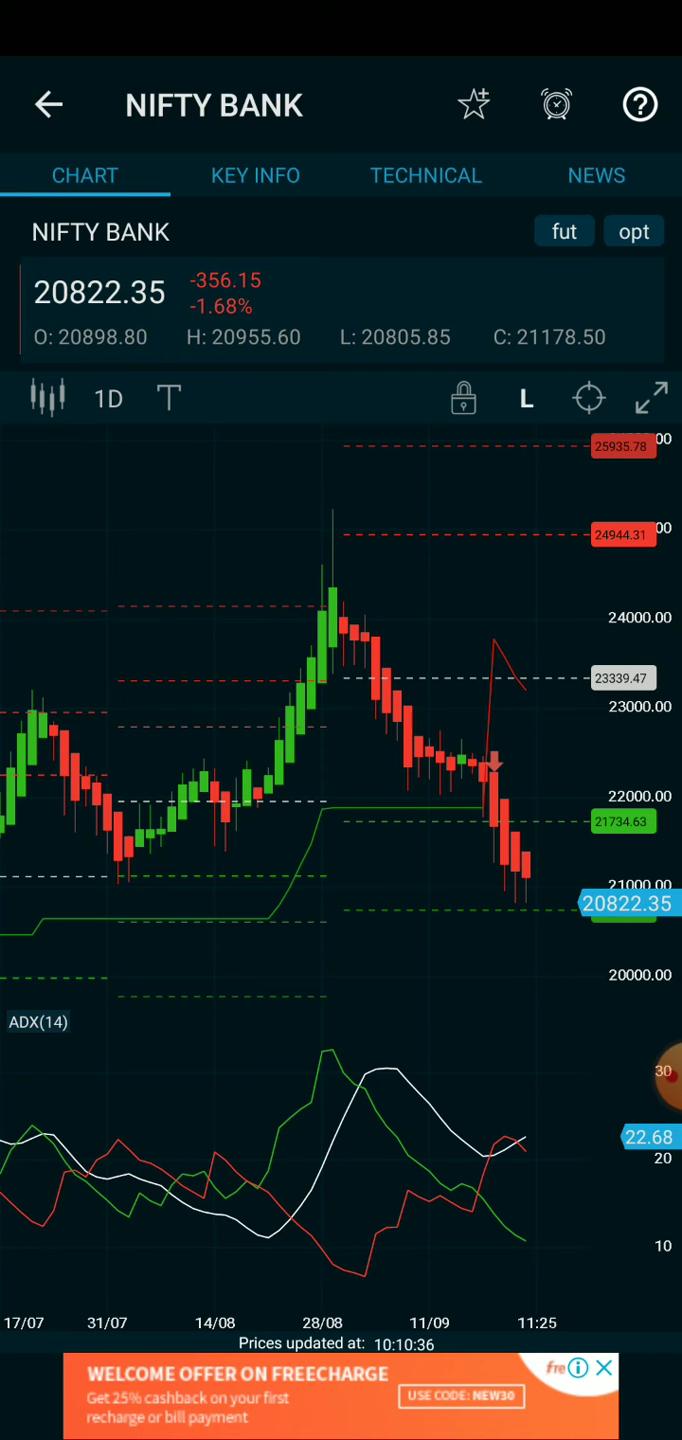 NIFTY BANK
CHART KEY INFO TECHNICAL NEWS
NIFTY BANK fut opt
20822.35 -356.15
-1.68%
O: 20898.80 H: 20955.60 L: 20805.85 C: 21178.50
1D T L
25935.78
24944.31
24000.00
23339.47
23000.00
22000.00
21734.63
21000.00
20822.35
20000.00
ADX(14)
30
22.68
20
10
17/07 31/07 14/08 28/08 11/09 11:25
Prices updated at: 10:10:36
WELCOME OFFER ON FREECHARGE
Get 25% cashback on your first
recharge or bill payment
USE CODE: NEW30
fre